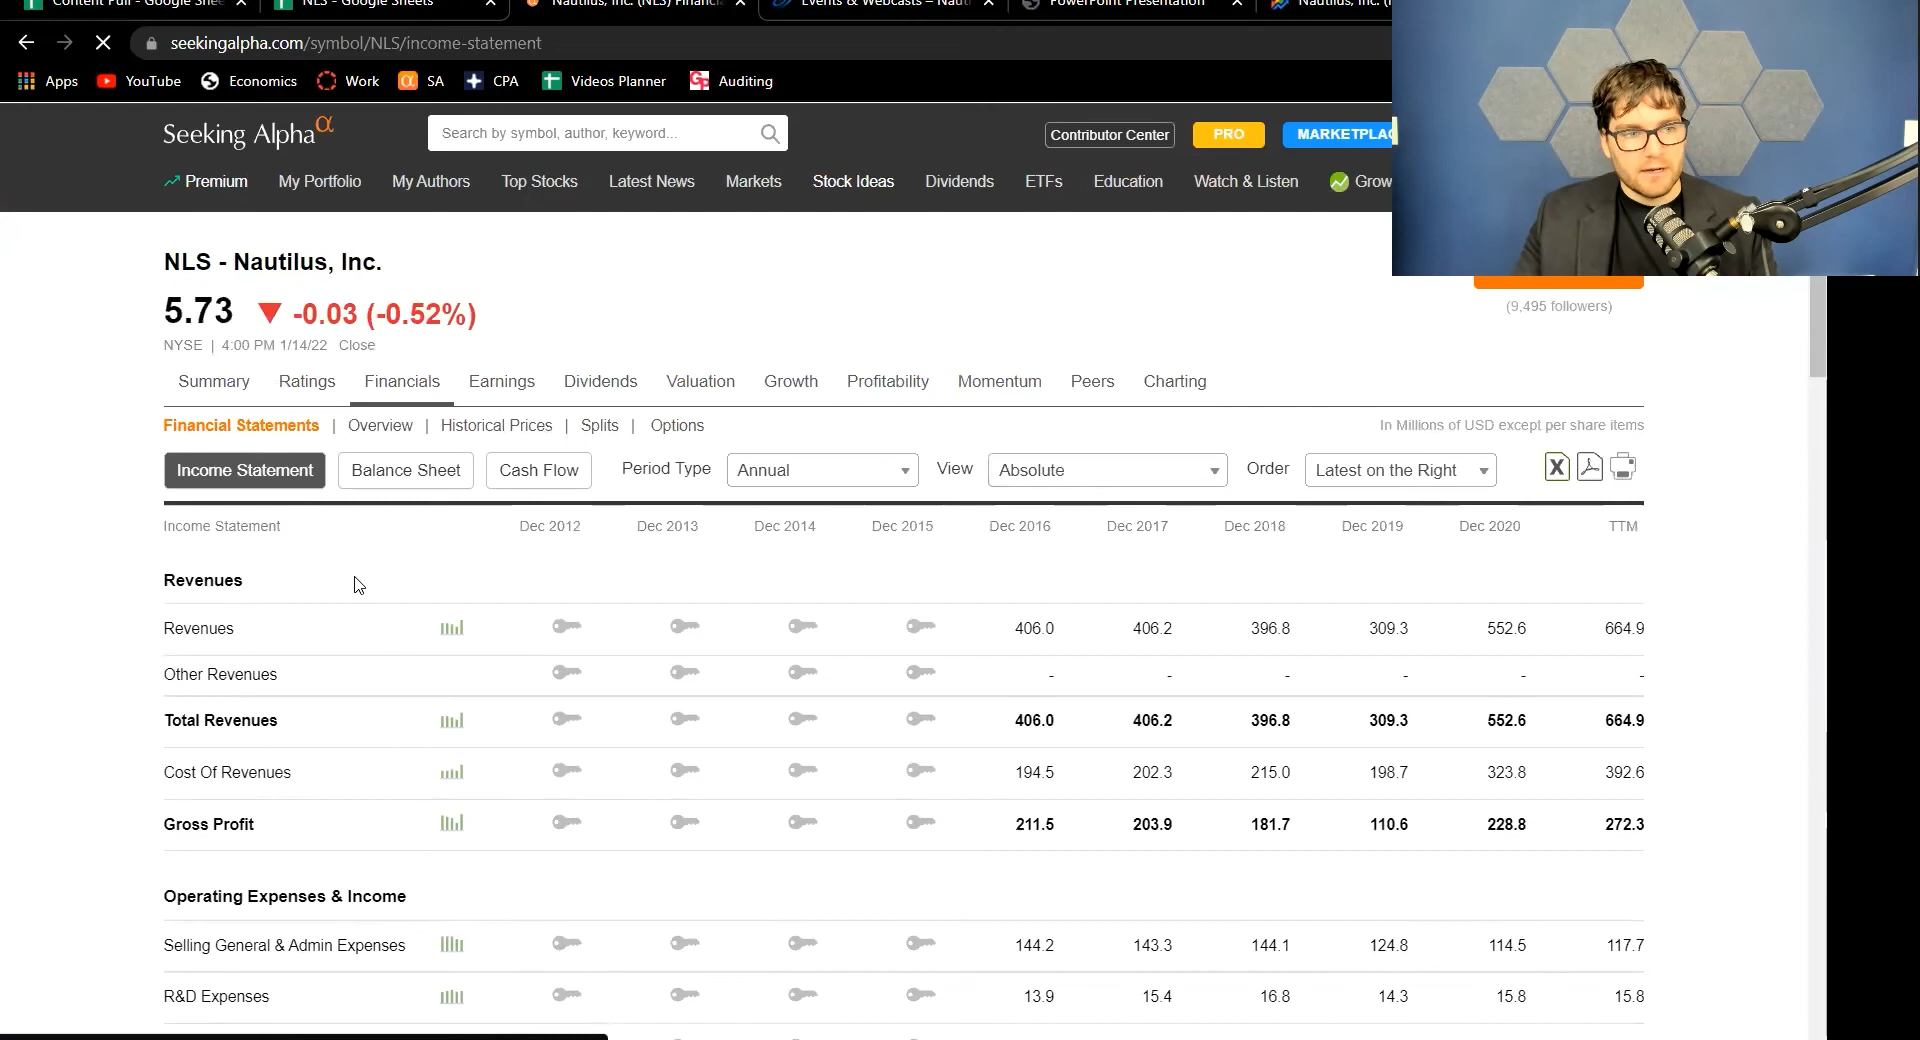 Content Full - Google Shee
NLS - Google Sheets
Nautilus, Inc. (NLS) Financi
Events & Webcasts – Nauti
PowerPoint Presentation
Nautilus, Inc. (
seekingalpha.com/symbol/NLS/income-statement
Apps YouTube Economics Work SA CPA Videos Planner Auditing
Seeking Alpha α
Search by symbol, author, keyword...
Contributor Center PRO MARKETPLAC
Premium My Portfolio My Authors Top Stocks Latest News Markets Stock Ideas Dividends ETFs Education Watch & Listen Grow
NLS - Nautilus, Inc.
5.73 ▼ -0.03 (-0.52%)
(9,495 followers)
NYSE | 4:00 PM 1/14/22 Close
Summary Ratings Financials Earnings Dividends Valuation Growth Profitability Momentum Peers Charting
Financial Statements | Overview | Historical Prices | Splits | Options In Millions of USD except per share items
Income Statement Balance Sheet Cash Flow Period Type Annual View Absolute Order Latest on the Right
Income Statement Dec 2012 Dec 2013 Dec 2014 Dec 2015 Dec 2016 Dec 2017 Dec 2018 Dec 2019 Dec 2020 TTM
Revenues
Revenues 406.0 406.2 396.8 309.3 552.6 664.9
Other Revenues - - - - - -
Total Revenues 406.0 406.2 396.8 309.3 552.6 664.9
Cost Of Revenues 194.5 202.3 215.0 198.7 323.8 392.6
Gross Profit 211.5 203.9 181.7 110.6 228.8 272.3
Operating Expenses & Income
Selling General & Admin Expenses 144.2 143.3 144.1 124.8 114.5 117.7
R&D Expenses 13.9 15.4 16.8 14.3 15.8 15.8